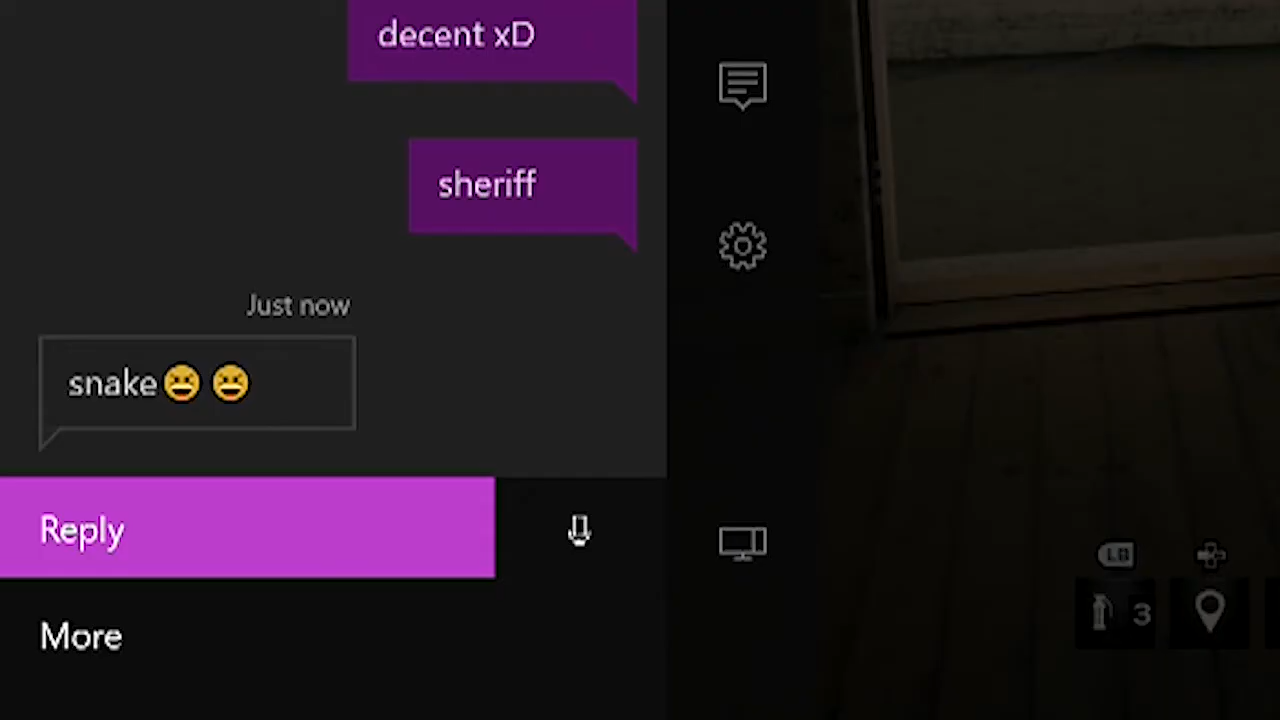 decent xD
sheriff
Just now
snake😆 😆
Reply
More
LB
3